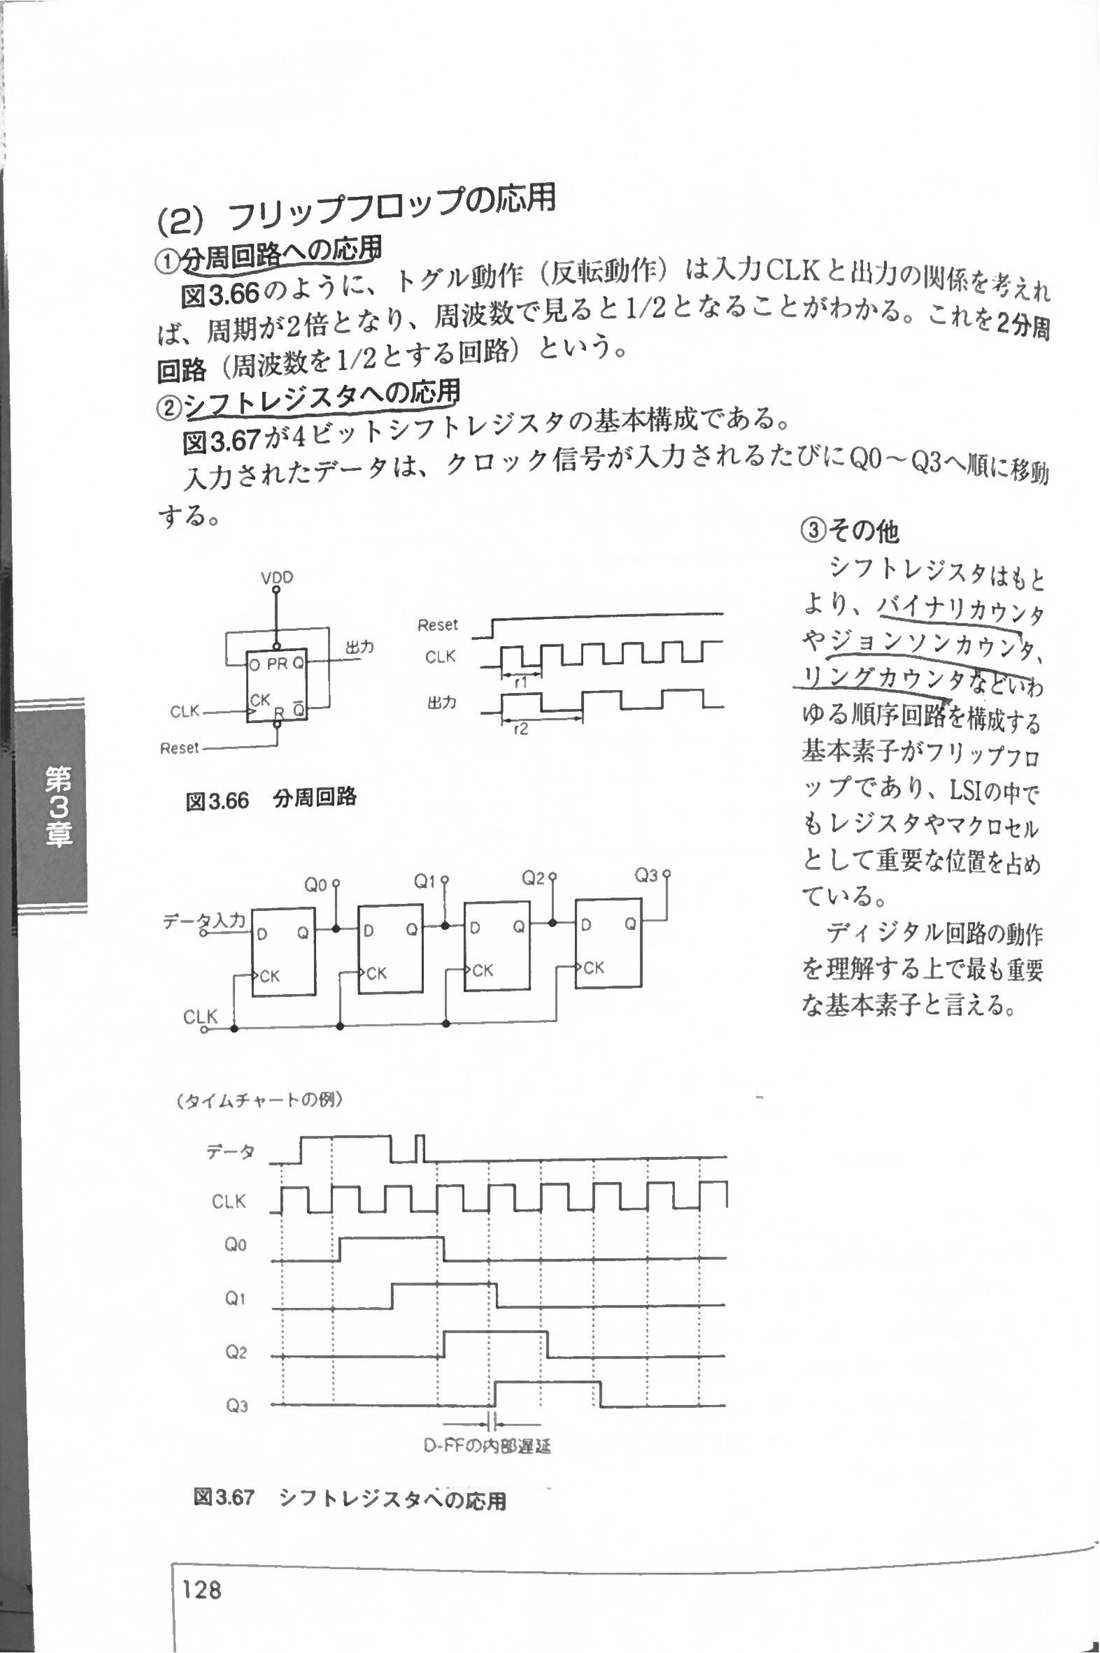 (2) フリップフロップの応用
①分周回路への応用
図3.66のように、トグル動作（反転動作）は入力CLKと出力の関係を考えれ
ば、周期が2倍となり、周波数で見ると1/2となることがわかる。これを2分周
回路（周波数を1/2とする回路）という。
②シフトレジスタへの応用
図3.67が4ビットシフトレジスタの基本構成である。
入力されたデータは、クロック信号が入力されるたびにQ0～Q3へ順に移動
する。
VDD
O PR Q
出力
CK
R Q̅
CLK
Reset
Reset
CLK
r1
出力
r2
図3.66 分周回路
③その他
シフトレジスタはもと
より、バイナリカウンタ
やジョンソンカウンタ、
リングカウンタなどいわ
ゆる順序回路を構成する
基本素子がフリップフロ
ップであり、LSIの中で
もレジスタやマクロセル
として重要な位置を占め
ている。
ディジタル回路の動作
を理解する上で最も重要
な基本素子と言える。
第3章
Q0 Q1 Q2 Q3
データ入力
D Q D Q D Q D Q
CK CK CK CK
CLK
（タイムチャートの例）
データ
CLK
Q0
Q1
Q2
Q3
D-FFの内部遅延
図3.67 シフトレジスタへの応用
128